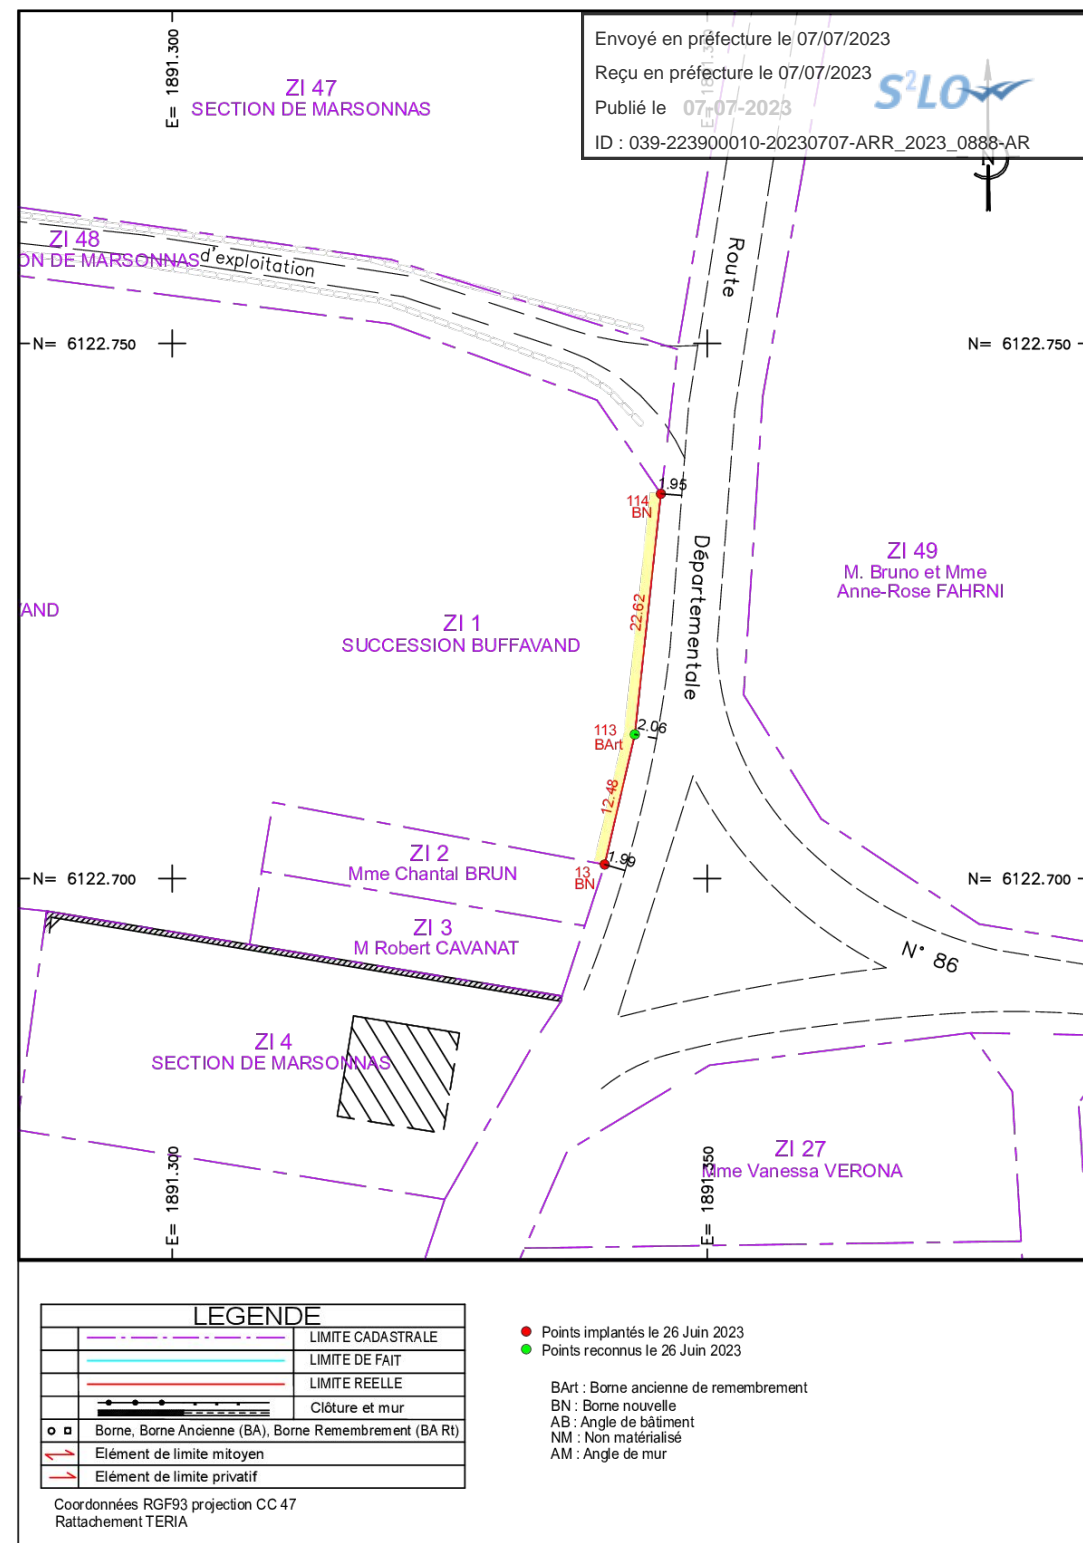 Envoyé en préfecture le 07/07/2023
Reçu en préfecture le 07/07/2023
Publié le 07-07-2023
S²LO
ID : 039-223900010-20230707-ARR_2023_0888-AR
N
E= 1891.300
ZI 47
SECTION DE MARSONNAS
ZI 48
ON DE MARSONNAS
d'exploitation
Route
N= 6122.750
N= 6122.750
1.95
114
BN
Départementale
ZI 49
M. Bruno et Mme
Anne-Rose FAHRNI
22.62
VAND
ZI 1
SUCCESSION BUFFAVAND
113
BArt
2.06
12.48
ZI 2
Mme Chantal BRUN
1.99
13
BN
N= 6122.700
N= 6122.700
ZI 3
M Robert CAVANAT
N° 86
ZI 4
SECTION DE MARSONNAS
ZI 27
Mme Vanessa VERONA
E= 1891.300
E= 1891.350
LEGENDE
LIMITE CADASTRALE
LIMITE DE FAIT
LIMITE REELLE
Clôture et mur
Borne, Borne Ancienne (BA), Borne Remembrement (BA Rt)
Elément de limite mitoyen
Elément de limite privatif
Coordonnées RGF93 projection CC 47
Rattachement TERIA
Points implantés le 26 Juin 2023
Points reconnus le 26 Juin 2023
BArt : Borne ancienne de remembrement
BN : Borne nouvelle
AB : Angle de bâtiment
NM : Non matérialisé
AM : Angle de mur